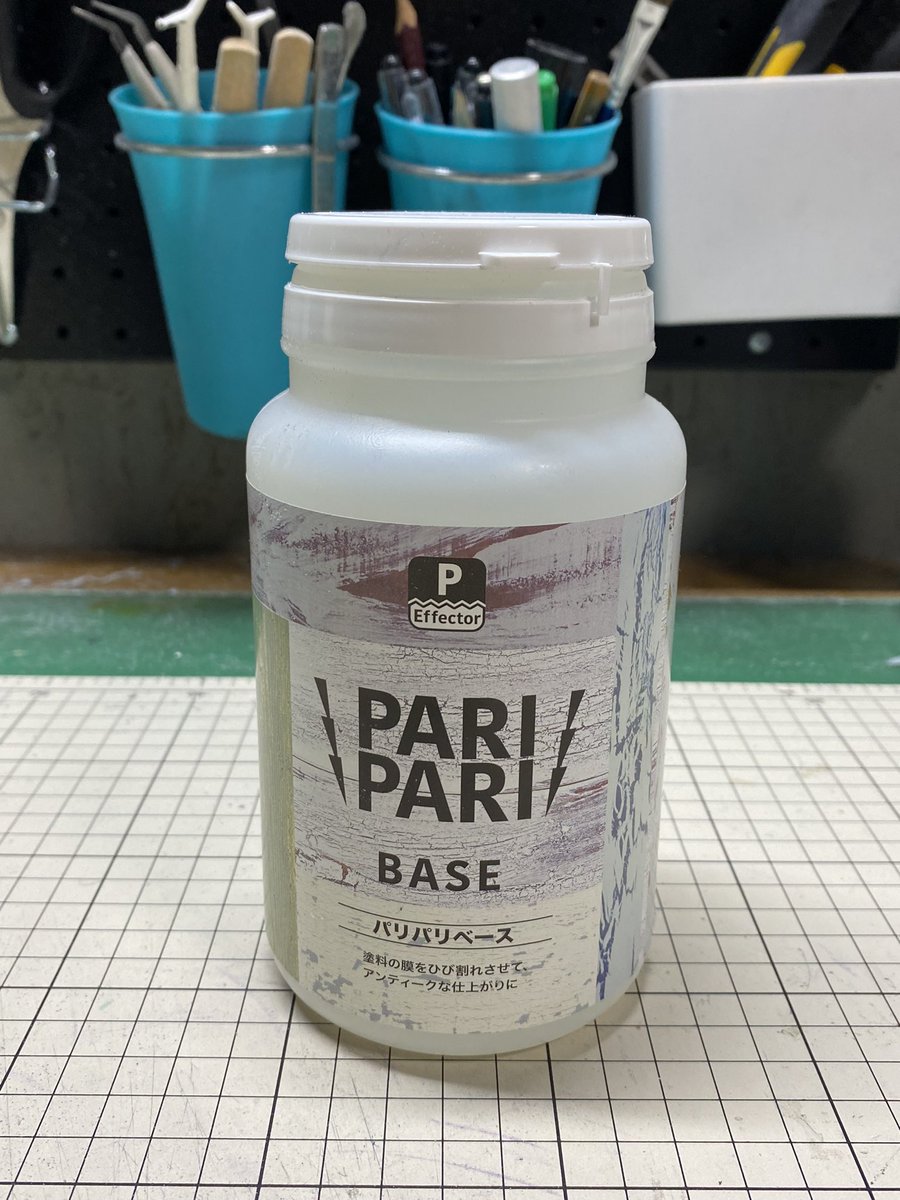 P
Effector
PARI
PARI
BASE
パリパリベース
塗料の膜をひび割れさせて、
アンティークな仕上がりに